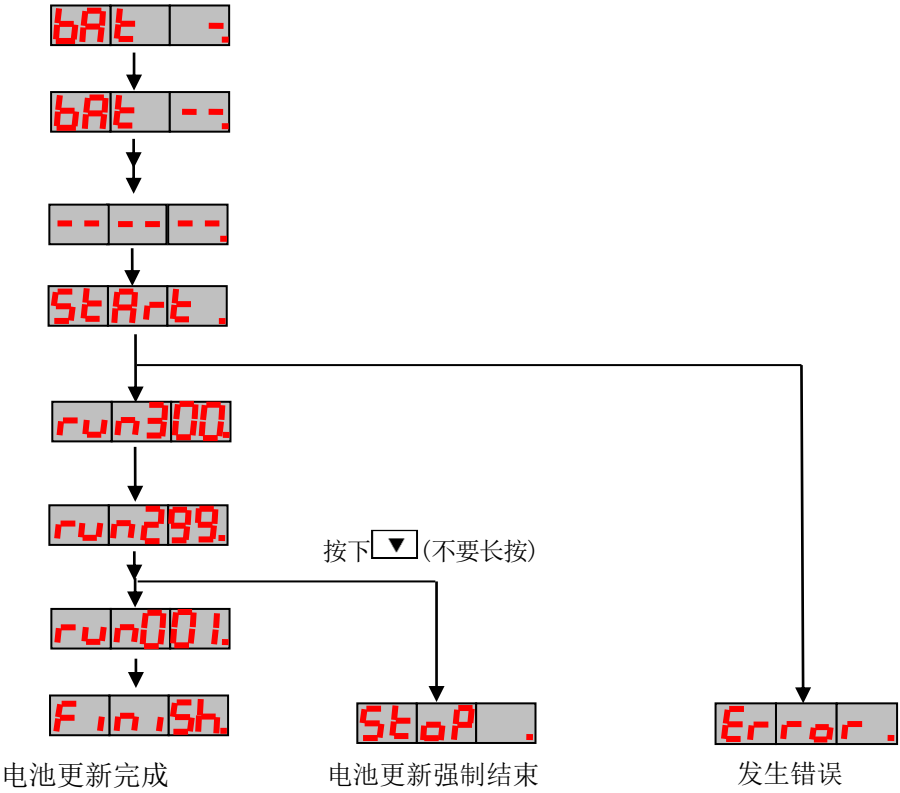 bAt -.
bAt --.
------.
StArt .
run300.
run299.
按下 ▼ (不要长按)
run001.
FiniSh.
StoP .
Error .
电池更新完成
电池更新强制结束
发生错误